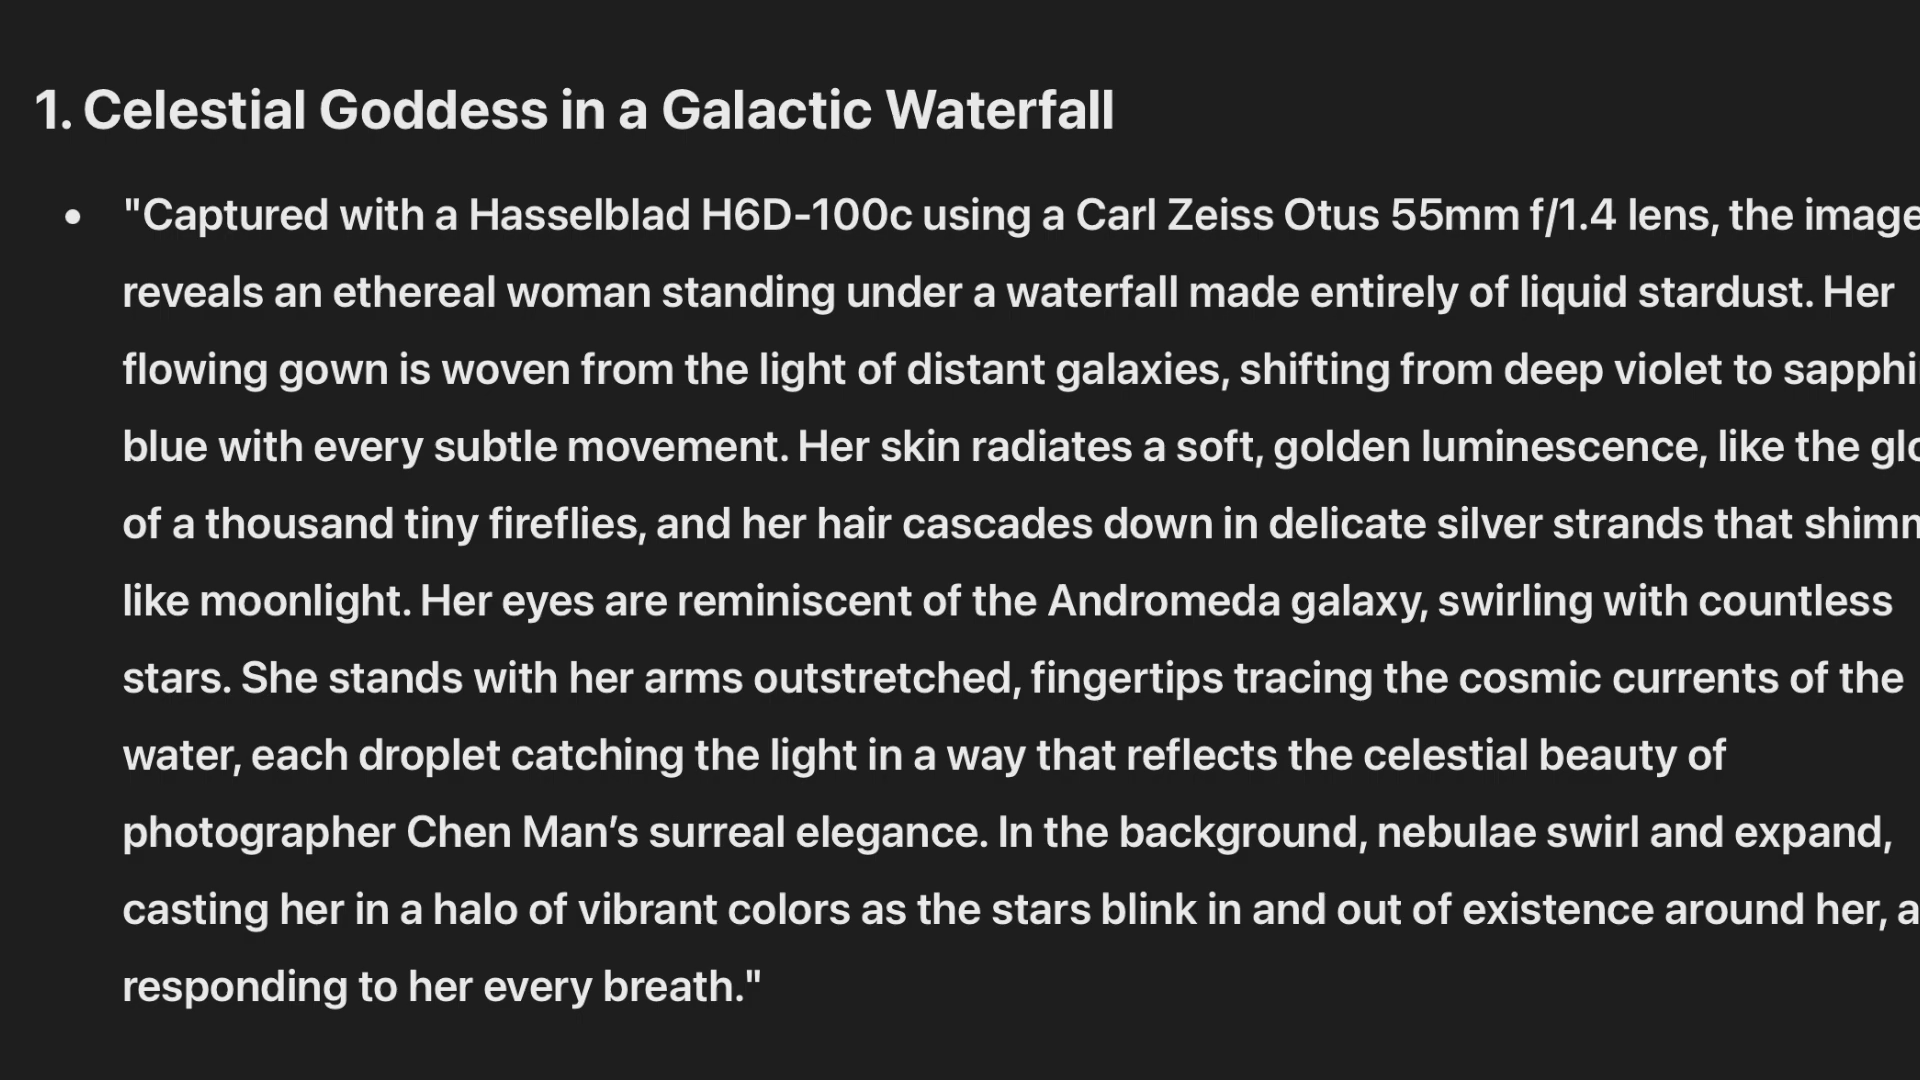 1. Celestial Goddess in a Galactic Waterfall
• "Captured with a Hasselblad H6D-100c using a Carl Zeiss Otus 55mm f/1.4 lens, the image
reveals an ethereal woman standing under a waterfall made entirely of liquid stardust. Her
flowing gown is woven from the light of distant galaxies, shifting from deep violet to
blue with every subtle movement. Her skin radiates a soft, golden luminescence, like the
of a thousand tiny fireflies, and her hair cascades down in delicate silver strands that
like moonlight. Her eyes are reminiscent of the Andromeda galaxy, swirling with countless
stars. She stands with her arms outstretched, fingertips tracing the cosmic currents of the
water, each droplet catching the light in a way that reflects the celestial beauty of
photographer Chen Man’s surreal elegance. In the background, nebulae swirl and expand,
casting her in a halo of vibrant colors as the stars blink in and out of existence around her,
responding to her every breath."